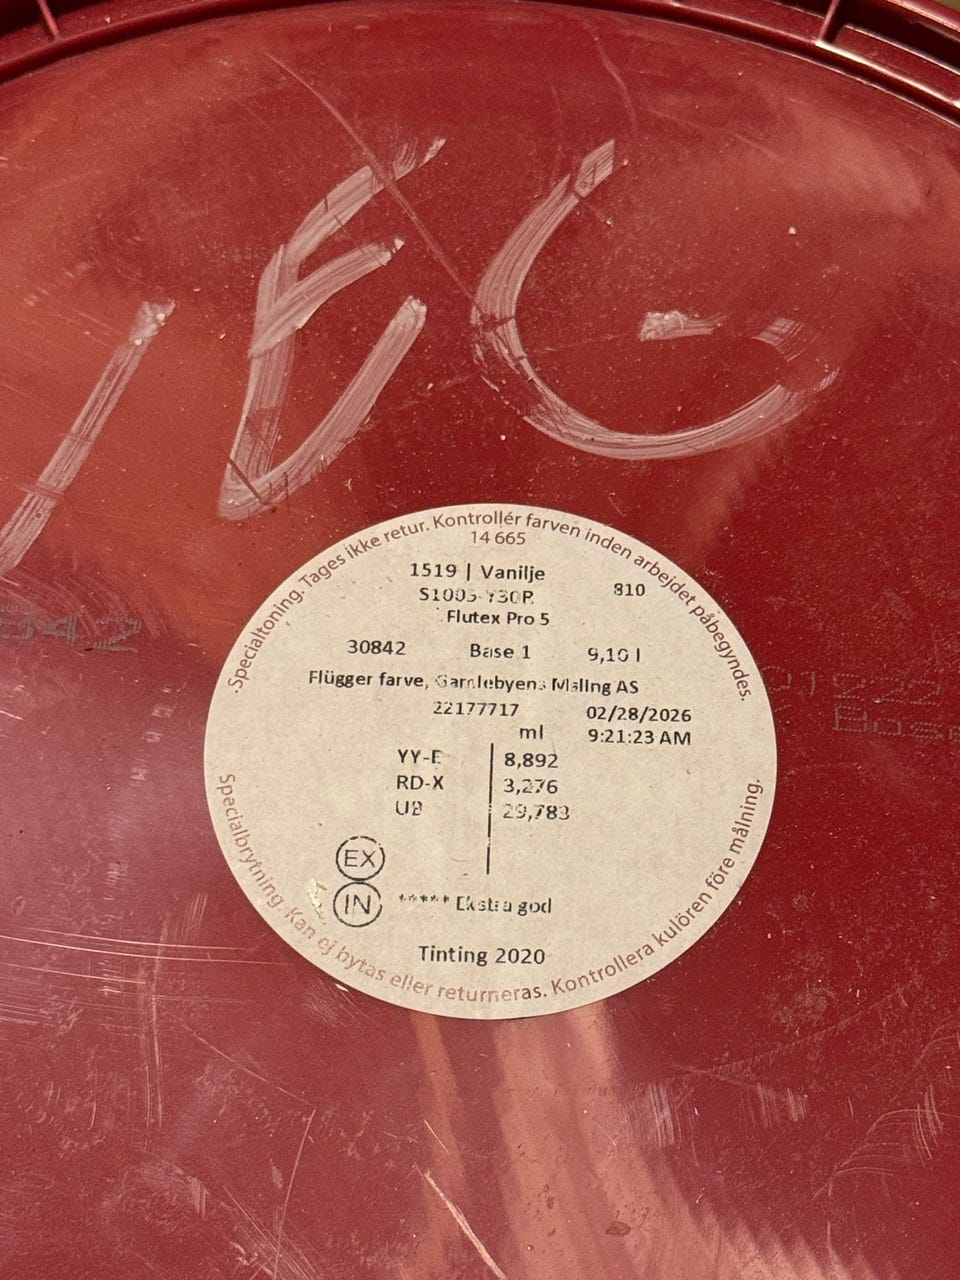 .Specialtoning. Tages ikke retur. Kontrollér farven inden arbejdet påbegyndes.
14 665
1519 | Vanilje
810
S1005-Y30R
Flutex Pro 5
30842 Base 1 9,10 l
Flügger farve, Gamlebyens Maling AS
22177717 02/28/2026
ml 9:21:23 AM
YY-E 8,892
RD-X 3,276
29,783
EX
IN ***** Ekstra god
Tinting 2020
Specialbrytning. Kan ej bytas eller returneras. Kontrollera kulören före målning.